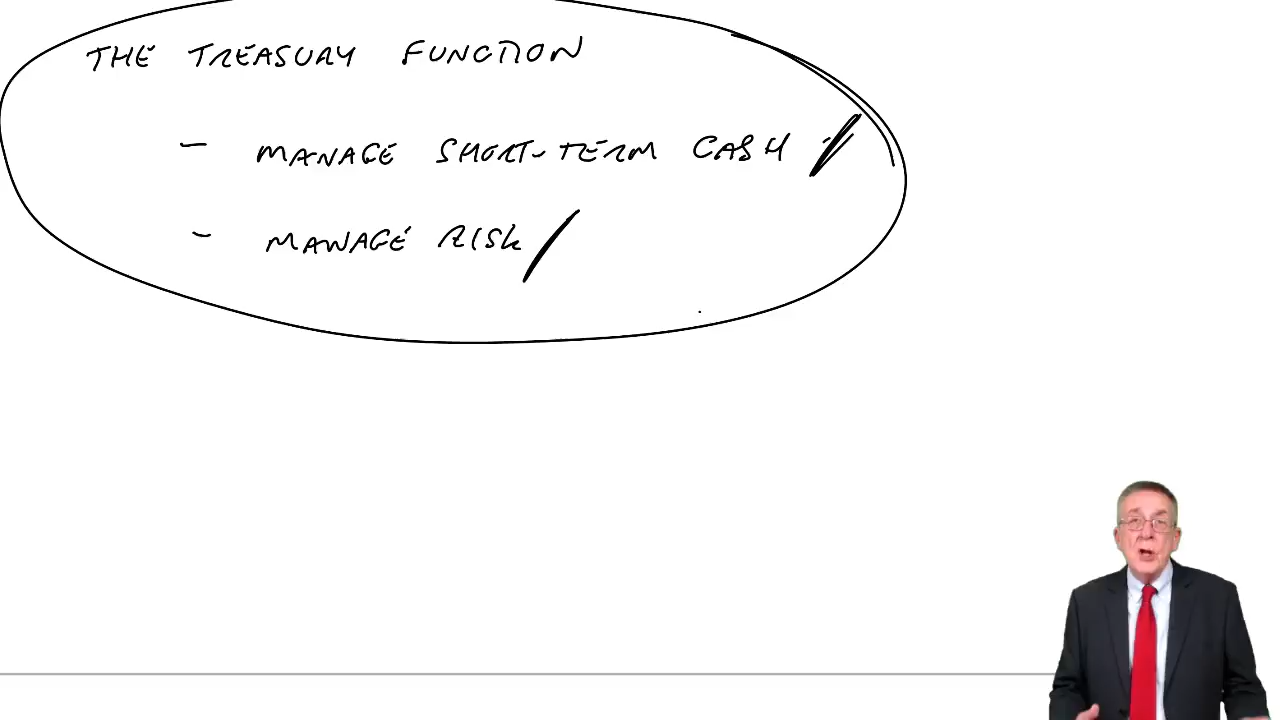 THE TREASURY FUNCTION
- MANAGE SHORT-TERM CASH
- MANAGE RISK